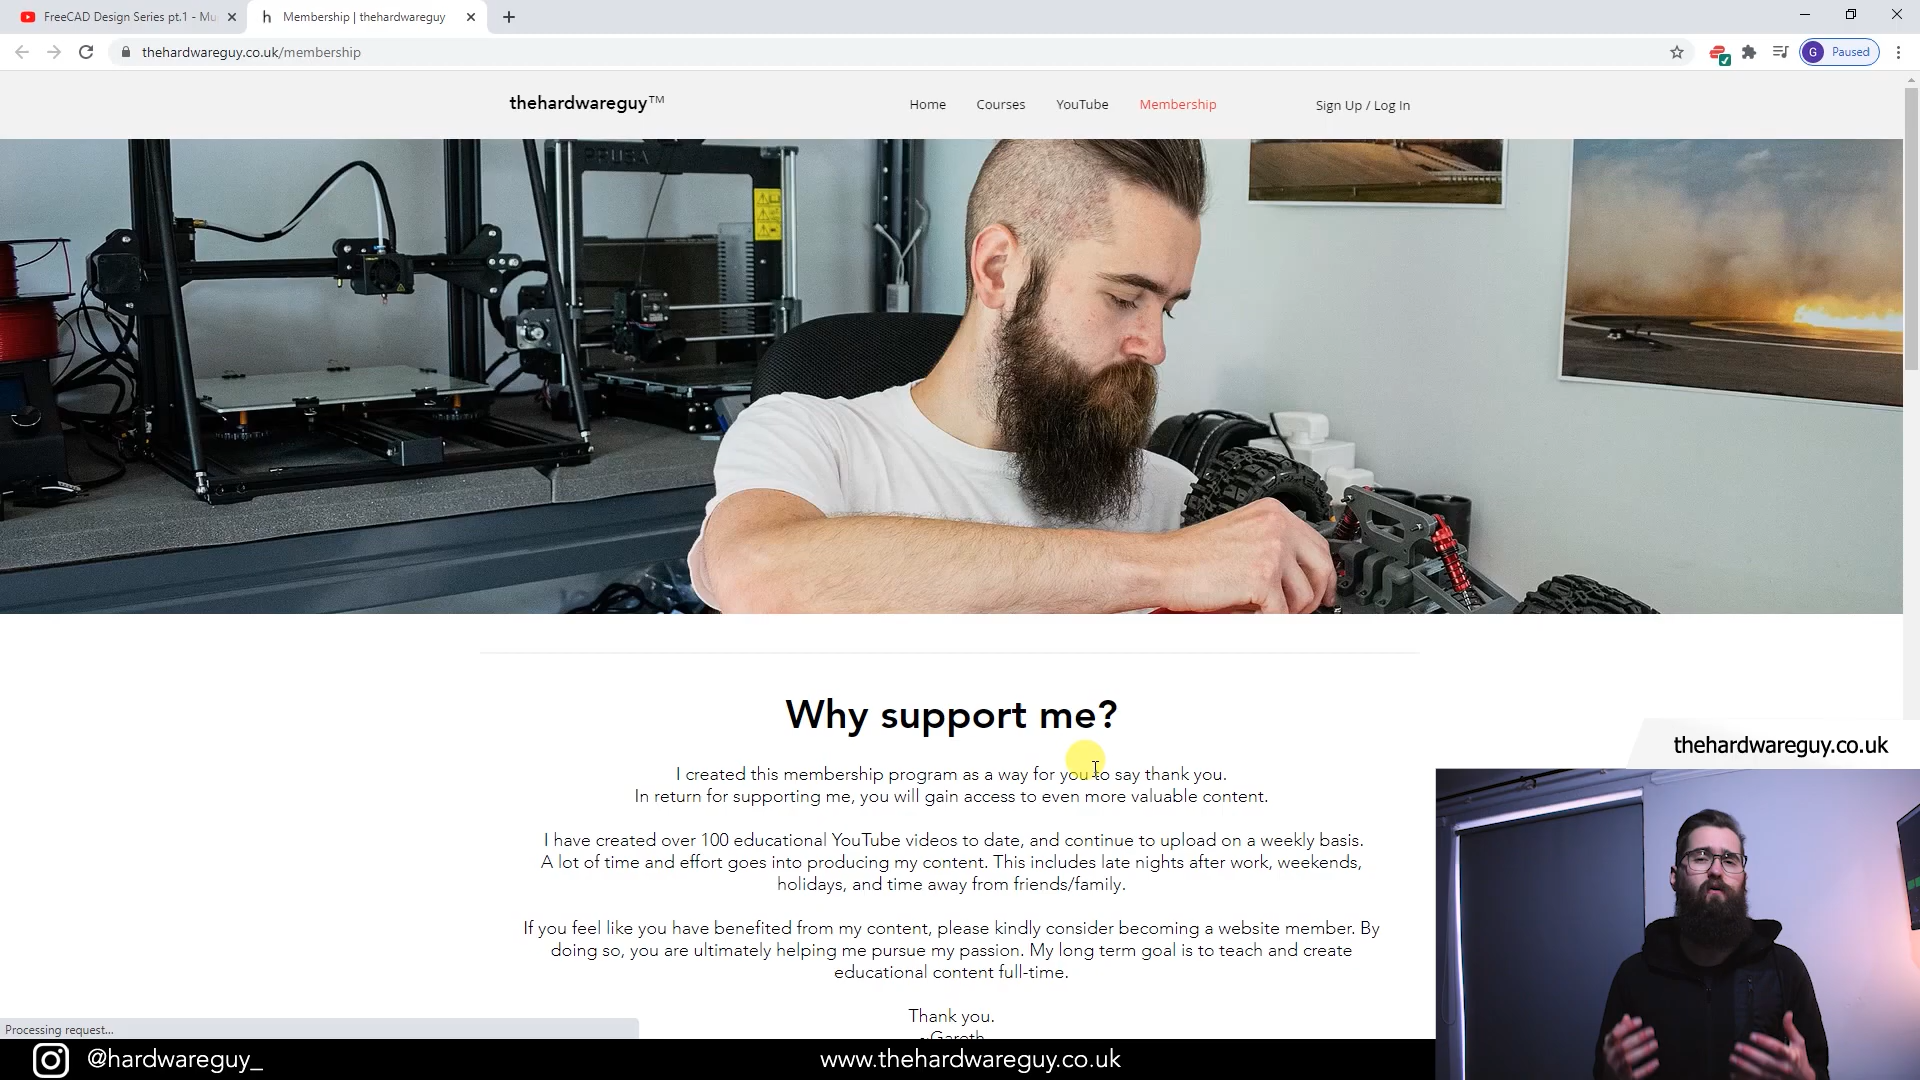 FreeCAD Design Series pt.1 - Mu
Membership | thehardwareguy
thehardwareguy.co.uk/membership
G
Paused
thehardwareguy™
Home
Courses
YouTube
Membership
Sign Up / Log In
PRUSA
Why support me?
I created this membership program as a way for you to say thank you.
In return for supporting me, you will gain access to even more valuable content.
I have created over 100 educational YouTube videos to date, and continue to upload on a weekly basis.
A lot of time and effort goes into producing my content. This includes late nights after work, weekends,
holidays, and time away from friends/family.
If you feel like you have benefited from my content, please kindly consider becoming a website member. By
doing so, you are ultimately helping me pursue my passion. My long term goal is to teach and create
educational content full-time.
Thank you.
~Gareth
thehardwareguy.co.uk
Processing request...
@hardwareguy_
www.thehardwareguy.co.uk